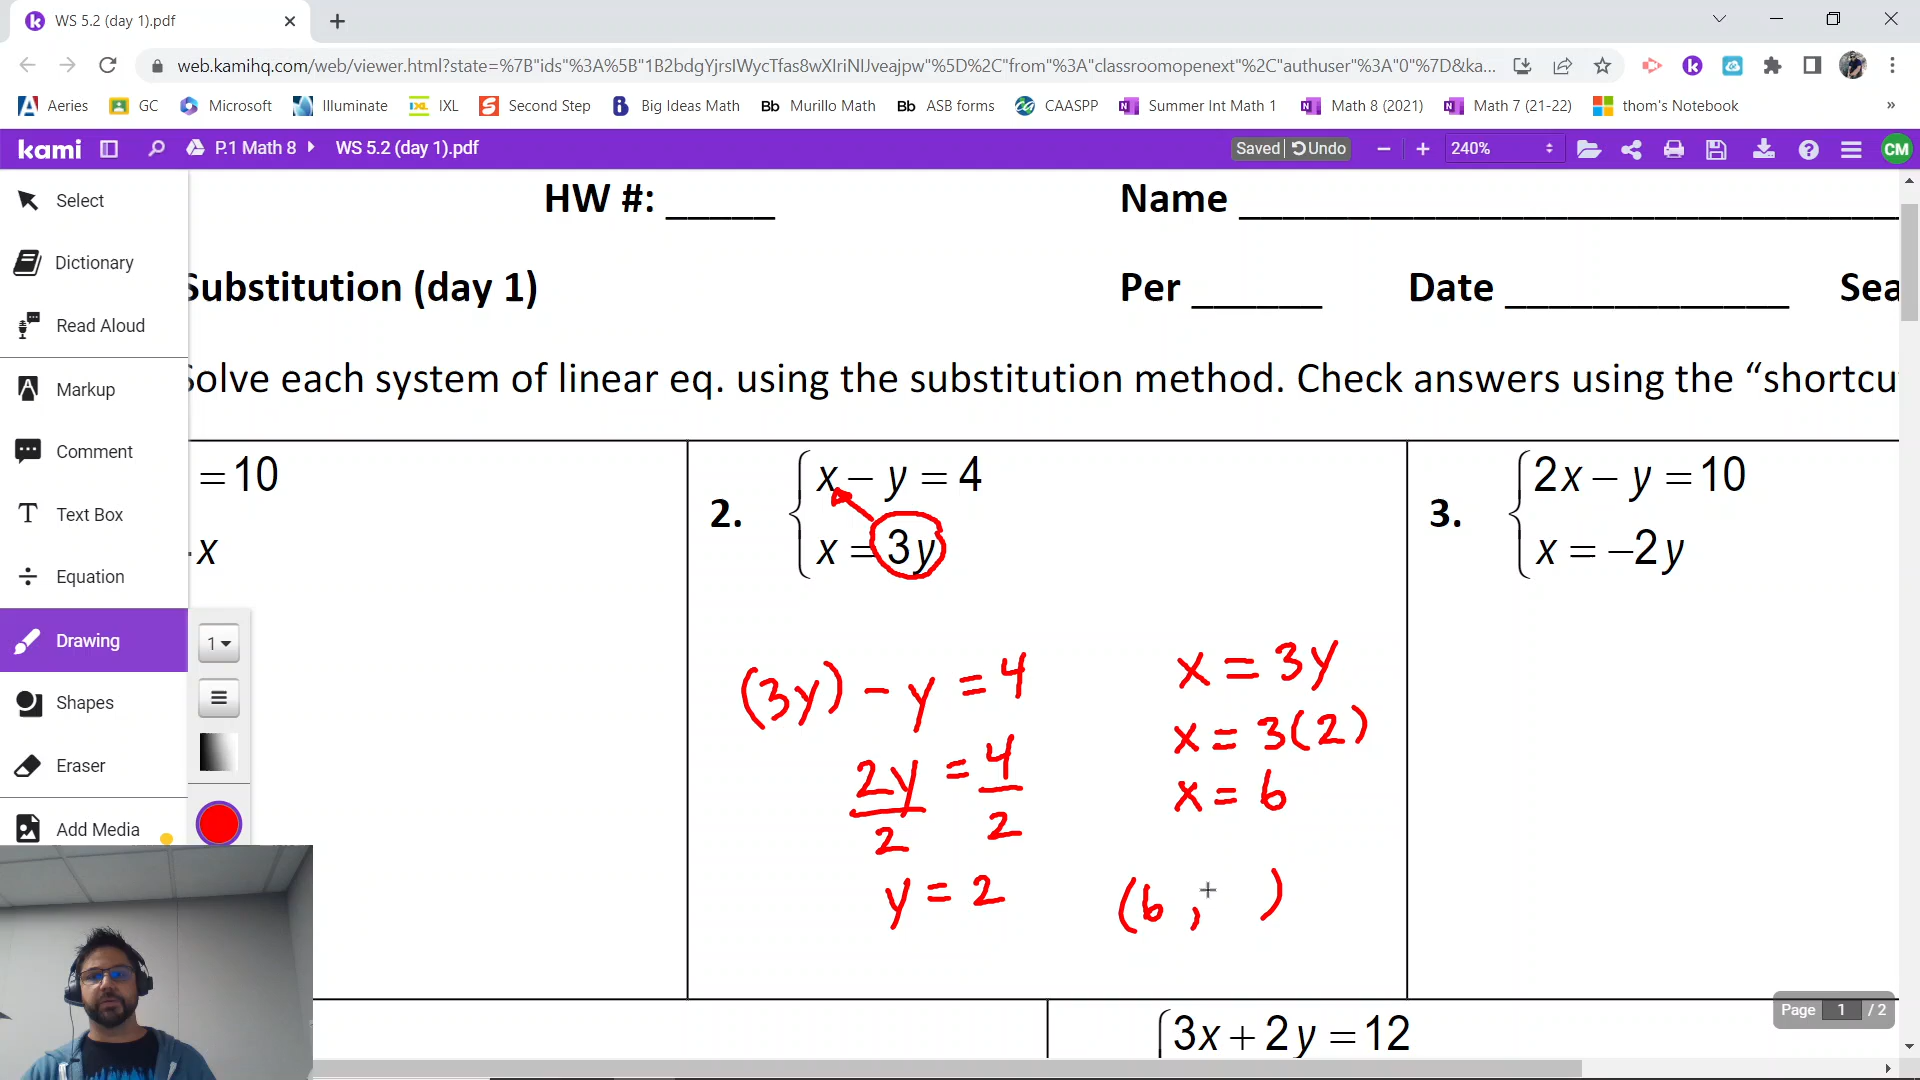 WS 5.2 (day 1).pdf
web.kamihq.com/web/viewer.html?state=%7B"ids"%3A%5B"1B2bdgYjrsIWycTfas8wXIriNIJveajpw"%5D%2C"from"%3A"classroomopenext"%2C"authuser"%3A"0"%7D&ka...
Aeries GC Microsoft Illuminate IXL Second Step Big Ideas Math Bb Murillo Math Bb ASB forms CAASPP Summer Int Math 1 Math 8 (2021) Math 7 (21-22) thom's Notebook »
kami P.1 Math 8 WS 5.2 (day 1).pdf Saved Undo 240% CM
Select
Dictionary
Read Aloud
Markup
Comment
Text Box
Equation
Drawing
1
Shapes
Eraser
Add Media
HW #: _____ Name ______________________________
Substitution (day 1) Per ______ Date _____________ Sea
Solve each system of linear eq. using the substitution method. Check answers using the “shortcu
=10
x
2.
x − y = 4
x = 3y
(3y) - y = 4
2y = 4
2 2
y = 2
x = 3y
x = 3(2)
x = 6
(6 , )
3.
2x − y = 10
x = −2y
3x + 2y = 12
Page 1 / 2